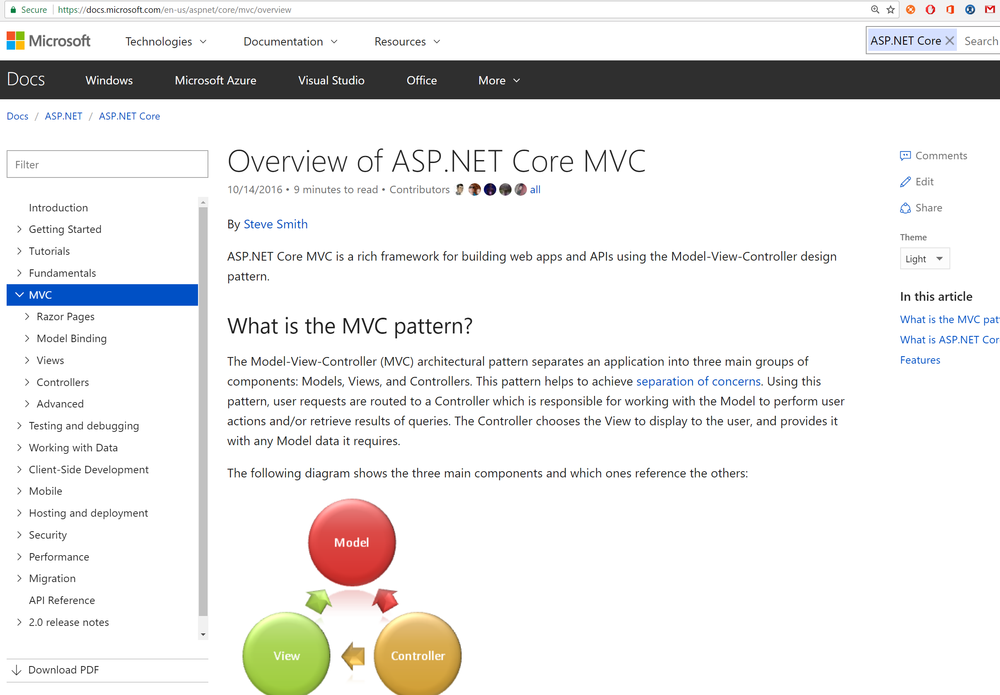 Secure https://docs.microsoft.com/en-us/aspnet/core/mvc/overview
Microsoft Technologies Documentation Resources ASP.NET Core Search
Docs Windows Microsoft Azure Visual Studio Office More
Docs / ASP.NET / ASP.NET Core
Filter
Introduction
Getting Started
Tutorials
Fundamentals
MVC
Razor Pages
Model Binding
Views
Controllers
Advanced
Testing and debugging
Working with Data
Client-Side Development
Mobile
Hosting and deployment
Security
Performance
Migration
API Reference
2.0 release notes
Download PDF
Overview of ASP.NET Core MVC
10/14/2016 • 9 minutes to read • Contributors all
By Steve Smith
ASP.NET Core MVC is a rich framework for building web apps and APIs using the Model-View-Controller design
pattern.
What is the MVC pattern?
The Model-View-Controller (MVC) architectural pattern separates an application into three main groups of
components: Models, Views, and Controllers. This pattern helps to achieve separation of concerns. Using this
pattern, user requests are routed to a Controller which is responsible for working with the Model to perform user
actions and/or retrieve results of queries. The Controller chooses the View to display to the user, and provides it
with any Model data it requires.
The following diagram shows the three main components and which ones reference the others:
Model
View
Controller
Comments
Edit
Share
Theme
Light
In this article
What is the MVC pat
What is ASP.NET Cor
Features